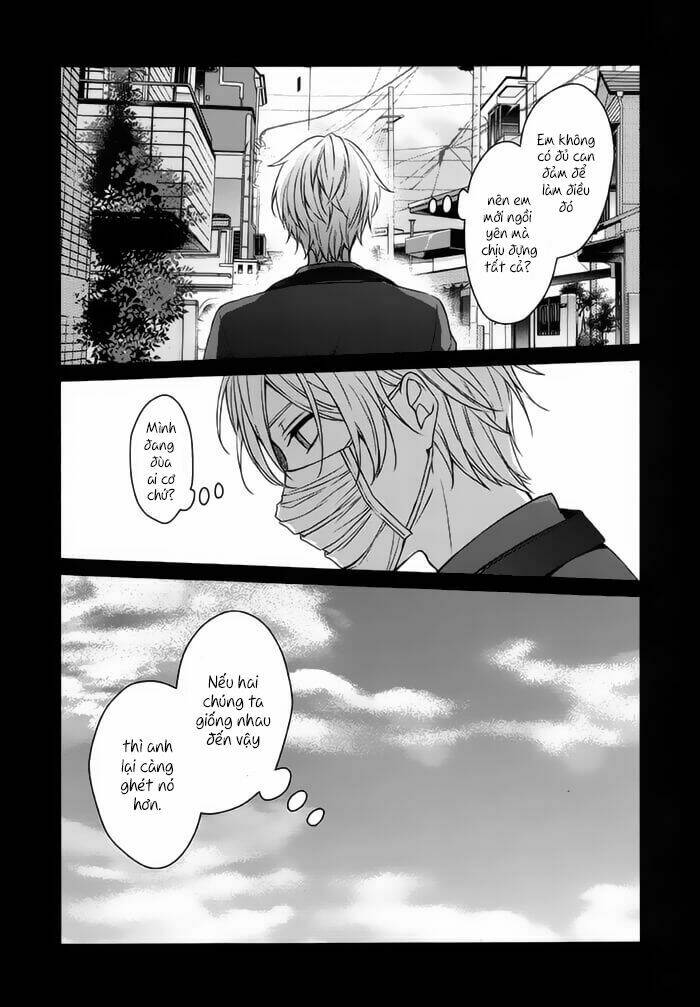 Em không
có đủ can
đảm để
làm điều
đó
nên em
mới ngồi
yên mà
chịu đựng
tất cả?
Mình
đang
đùa
ai cơ
chứ?
Nếu hai
chúng ta
giống nhau
đến vậy
thì anh
lại càng
ghét nó
hơn.